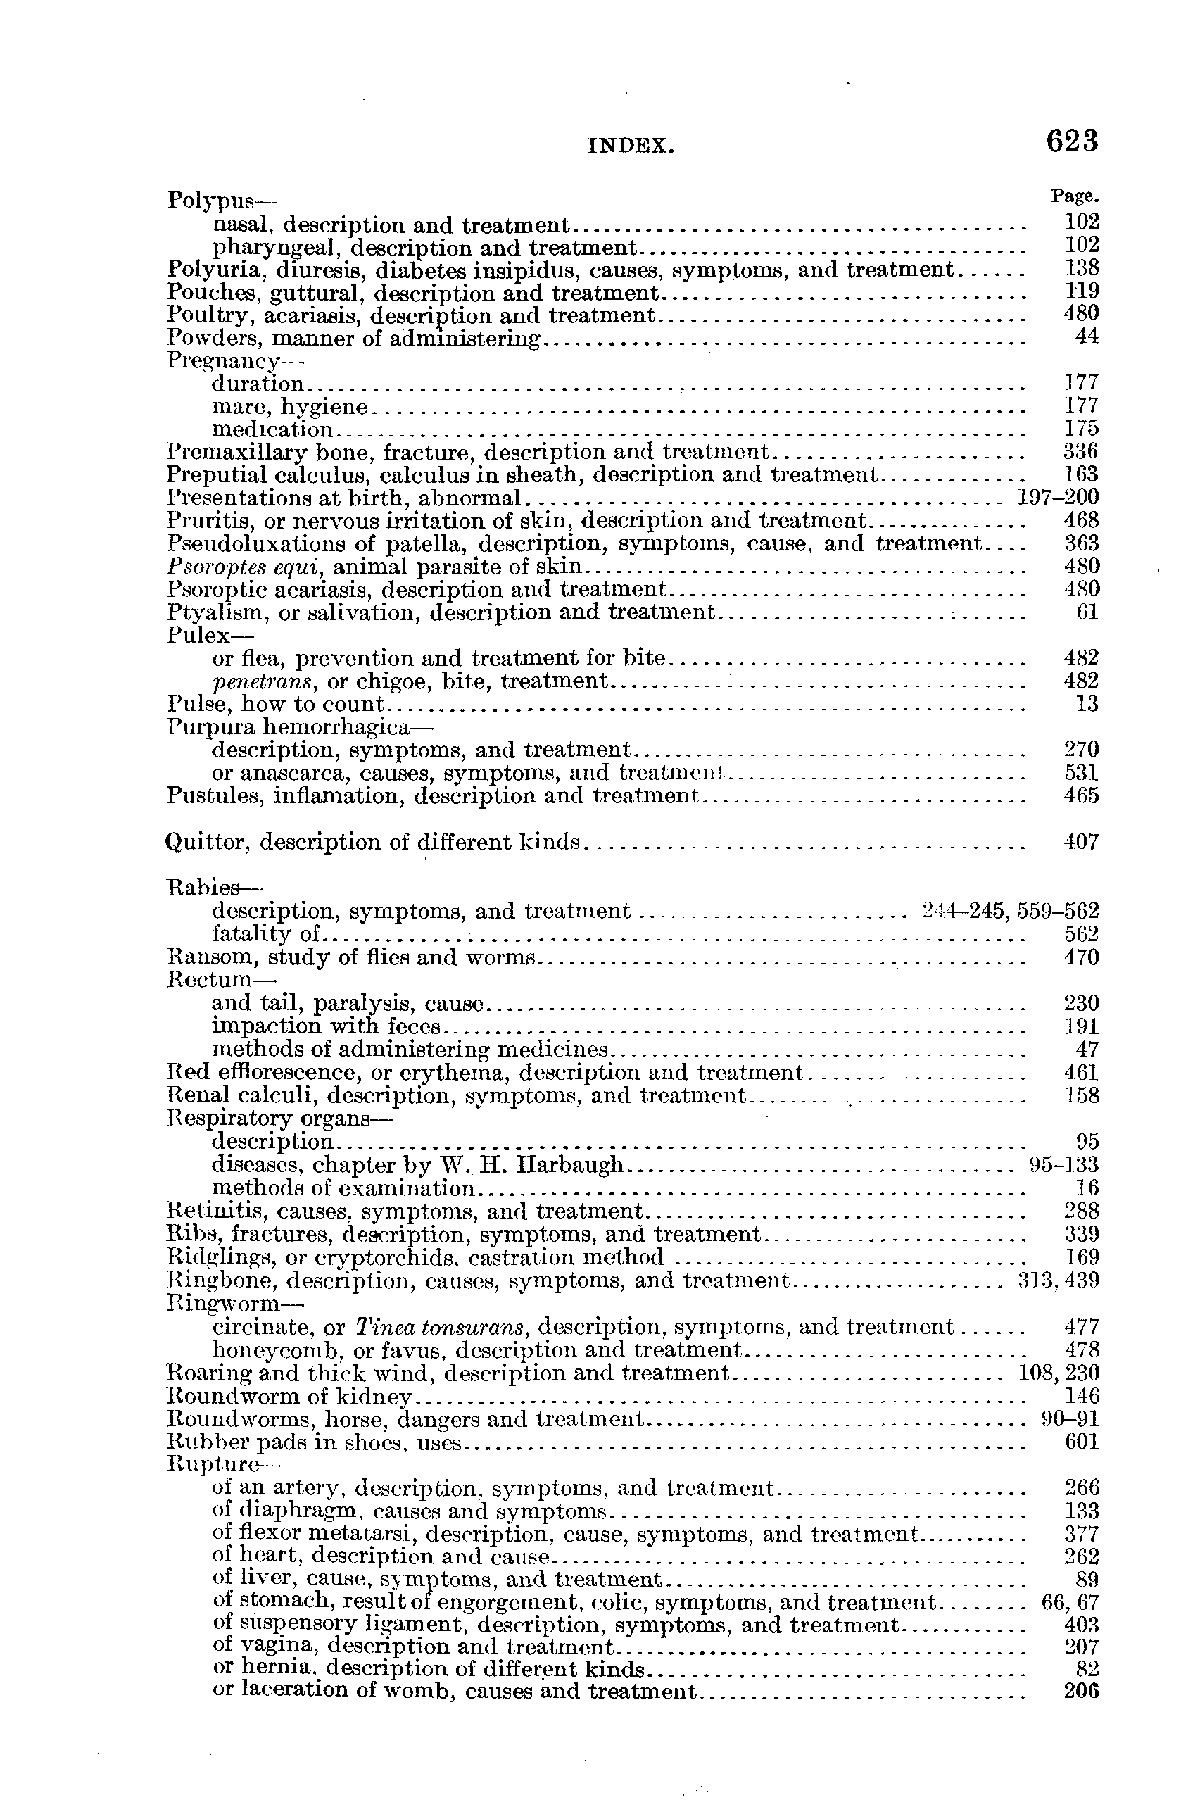 INDEX. 623
Polypus— Page.
nasal, description and treatment............................................ 102
pharyngeal, description and treatment...................................... 102
Polyuria, diuresis, diabetes insipidus, causes, symptoms, and treatment...... 138
Pouches, guttural, description and treatment................................. 119
Poultry, acariasis, description and treatment................................ 480
Powders, manner of administering............................................ 44
Pregnancy—
duration.................................................................. 177
mare, hygiene............................................................ 177
medication............................................................... 175
Premaxillary bone, fracture, description and treatment....................... 336
Preputial calculus, calculus in sheath, description and treatment............. 163
Presentations at birth, abnormal.......................................... 197–200
Pruritis, or nervous irritation of skin, description and treatment............... 468
Pseudoluxations of patella, description, symptoms, cause, and treatment.... 363
Psoroptes equi, animal parasite of skin........................................ 480
Psoroptic acariasis, description and treatment................................ 480
Ptyalism, or salivation, description and treatment............................ 61
Pulex—
or flea, prevention and treatment for bite................................ 482
penetrans, or chigoe, bite, treatment..................................... 482
Pulse, how to count......................................................... 13
Purpura hemorrhagica—
description, symptoms, and treatment................................... 270
or anasarca, causes, symptoms, and treatment........................... 531
Pustules, inflamation, description and treatment............................. 465
Quittor, description of different kinds....................................... 407
Rabies—
description, symptoms, and treatment ........................ 244–245, 559–562
fatality of................................................................ 562
Ransom, study of flies and worms............................................ 470
Rectum—
and tail, paralysis, cause................................................. 230
impaction with feces..................................................... 191
methods of administering medicines..................................... 47
Red efflorescence, or erythema, description and treatment.................... 461
Renal calculi, description, symptoms, and treatment......................... 158
Respiratory organs—
description............................................................... 95
diseases, chapter by W. H. Harbaugh.................................. 95–133
methods of examination.................................................. 16
Retinitis, causes, symptoms, and treatment.................................. 288
Ribs, fractures, description, symptoms, and treatment........................ 339
Ridglings, or cryptorchids, castration method ................................ 169
Ringbone, description, causes, symptoms, and treatment................... 313, 439
Ringworm—
circinate, or Tinea tonsurans, description, symptoms, and treatment ...... 477
honeycomb, or favus, description and treatment.......................... 478
Roaring and thick wind, description and treatment........................ 108, 230
Roundworm of kidney....................................................... 146
Roundworms, horse, dangers and treatment.................................. 90–91
Rubber pads in shoes, uses................................................... 601
Rupture—
of an artery, description, symptoms, and treatment....................... 266
of diaphragm, causes and symptoms..................................... 133
of flexor metatarsi, description, cause, symptoms, and treatment.......... 377
of heart, description and cause........................................... 262
of liver, cause, symptoms, and treatment................................. 89
of stomach, result of engorgement, colic, symptoms, and treatment........ 66, 67
of suspensory ligament, description, symptoms, and treatment............ 403
of vagina, description and treatment..................................... 207
or hernia, description of different kinds.................................. 82
or laceration of womb, causes and treatment............................. 206